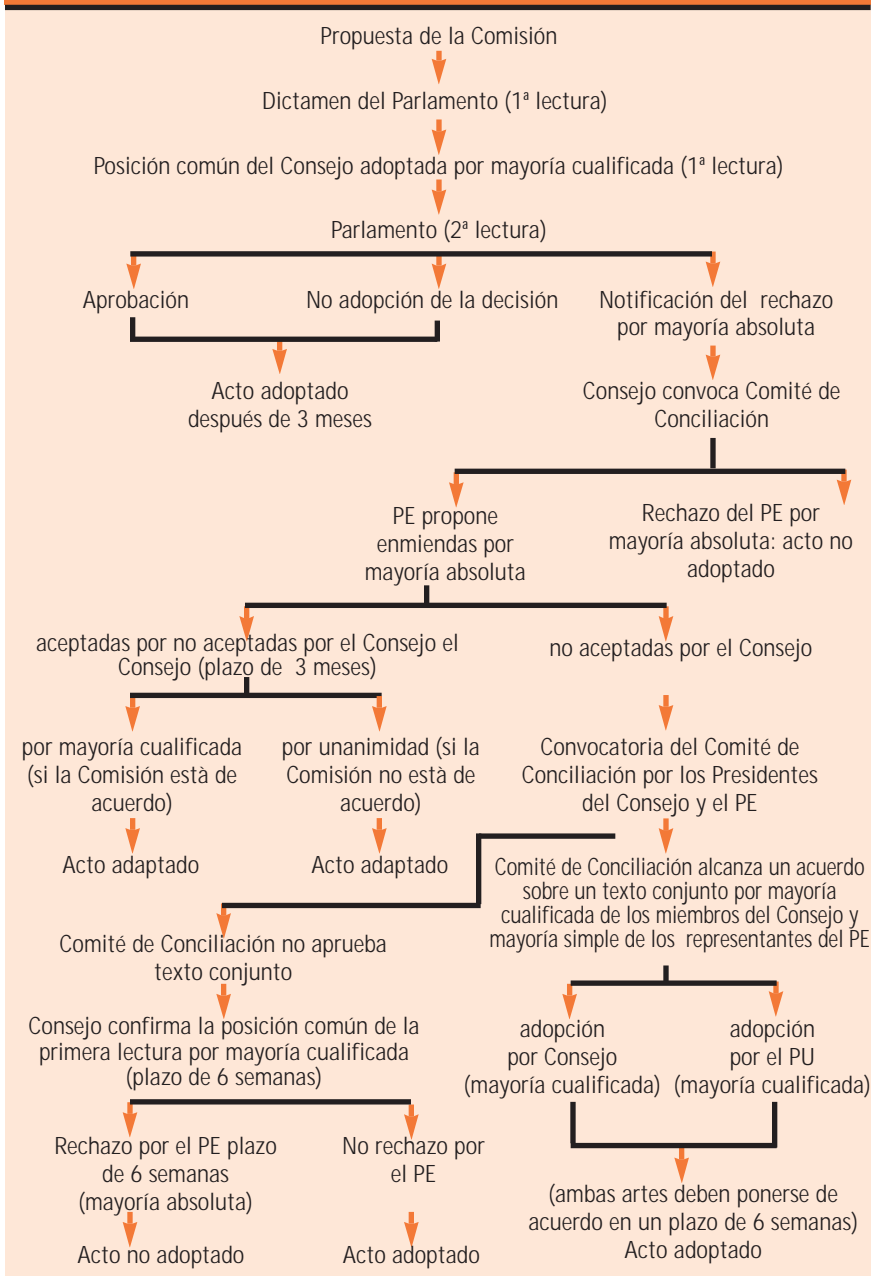 Propuesta de la Comisión
Dictamen del Parlamento (1ª lectura)
Posición común del Consejo adoptada por mayoría cualificada (1ª lectura)
Parlamento (2ª lectura)
Aprobación
No adopción de la decisión
Notificación del rechazo
por mayoría absoluta
Acto adoptado
después de 3 meses
Consejo convoca Comité de
Conciliación
PE propone
enmiendas por
mayoría absoluta
Rechazo del PE por
mayoría absoluta: acto no
adoptado
aceptadas por no aceptadas por el Consejo el
Consejo (plazo de 3 meses)
no aceptadas por el Consejo
por mayoría cualificada
(si la Comisión està de
acuerdo)
por unanimidad (si la
Comisión no està de
acuerdo)
Convocatoria del Comité de
Conciliación por los Presidentes
del Consejo y el PE
Acto adaptado
Acto adaptado
Comité de Conciliación alcanza un acuerdo
sobre un texto conjunto por mayoría
cualificada de los miembros del Consejo y
mayoría simple de los representantes del PE
Comité de Conciliación no aprueba
texto conjunto
Consejo confirma la posición común de la
primera lectura por mayoría cualificada
(plazo de 6 semanas)
adopción
por Consejo
(mayoría cualificada)
adopción
por el PU
(mayoría cualificada)
Rechazo por el PE plazo
de 6 semanas
(mayoría absoluta)
No rechazo por
el PE
(ambas artes deben ponerse de
acuerdo en un plazo de 6 semanas)
Acto adoptado
Acto no adoptado
Acto adoptado